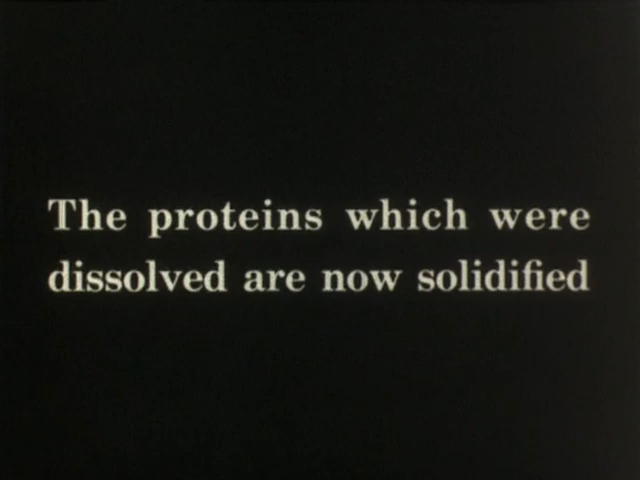 The proteins which were
dissolved are now solidified